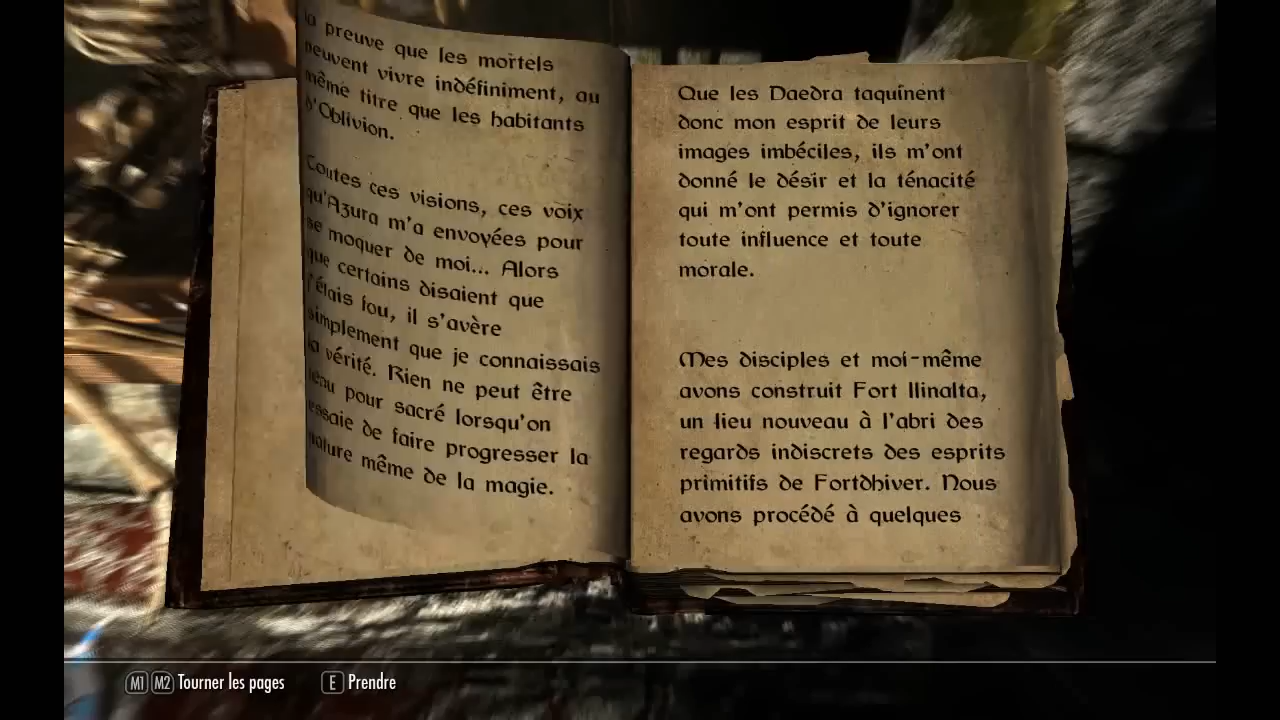 la preuve que les mortels
peuvent vivre indéfiniment, au
même titre que les habitants
d'Oblivion.
Toutes ces visions, ces voix
qu'Azura m'a envoyées pour
se moquer de moi... Alors
que certains disaient que
j'étais fou, il s'avère
simplement que je connaissais
la vérité. Rien ne peut être
tenu pour sacré lorsqu'on
essaie de faire progresser la
nature même de la magie.
Que les Daedra taquinent
donc mon esprit de leurs
images imbéciles, ils m'ont
donné le désir et la ténacité
qui m'ont permis d'ignorer
toute influence et toute
morale.
Mes disciples et moi-même
avons construit Fort Ilinalta,
un lieu nouveau à l'abri des
regards indiscrets des esprits
primitifs de Fortdhiver. Nous
avons procédé à quelques
M1 M2 Tourner les pages E Prendre